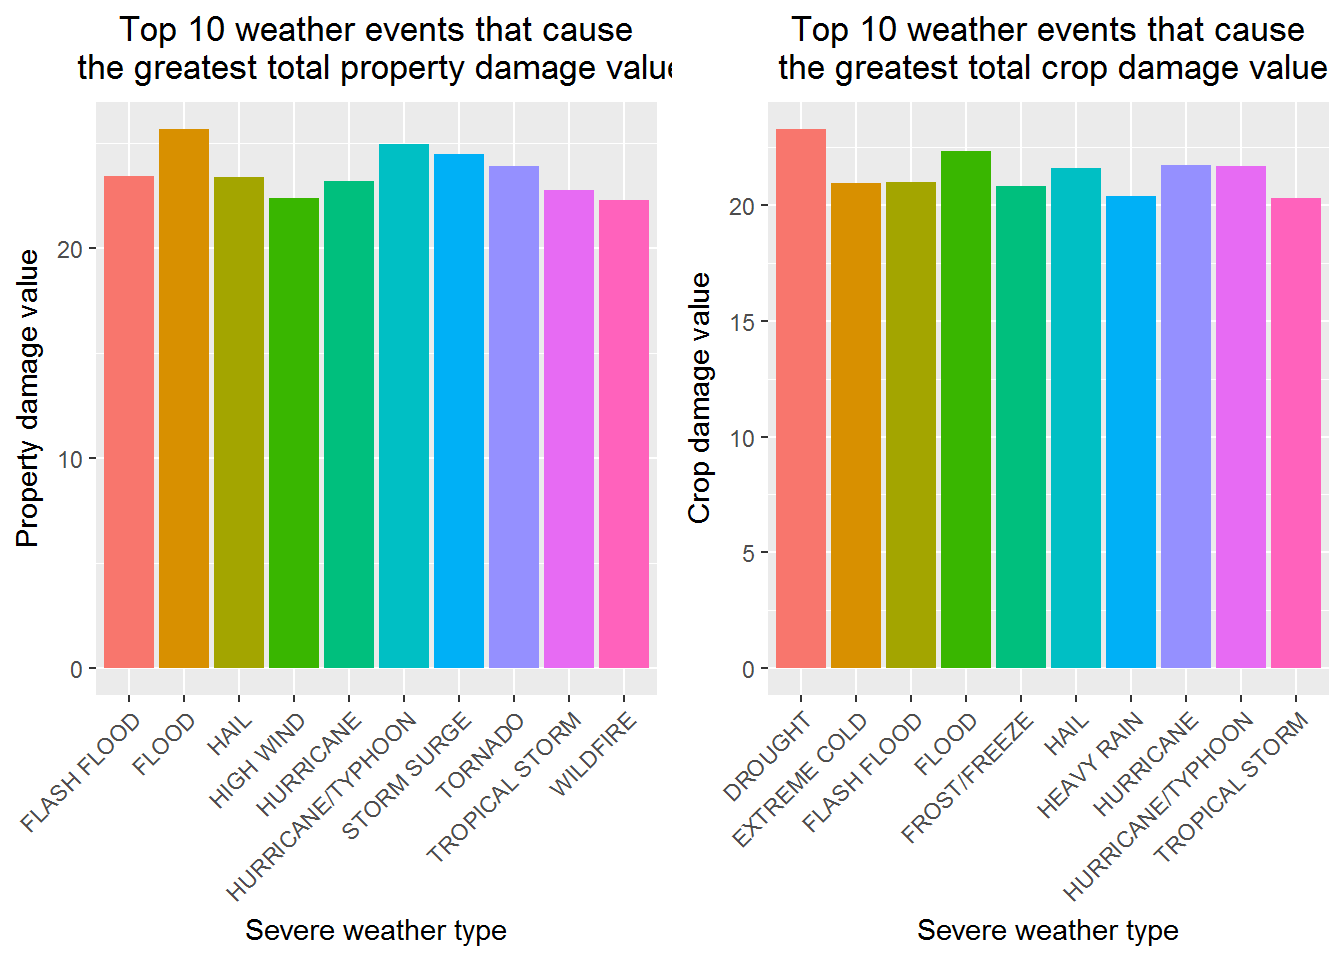 Top 10 weather events that cause
the greatest total property damage value
Property damage value
20
10
0
FLASH FLOOD
FLOOD
HAIL
HIGH WIND
HURRICANE
HURRICANE/TYPHOON
STORM SURGE
TORNADO
TROPICAL STORM
WILDFIRE
Severe weather type
Top 10 weather events that cause
the greatest total crop damage value
Crop damage value
20
15
10
5
0
DROUGHT
EXTREME COLD
FLASH FLOOD
FLOOD
FROST/FREEZE
HAIL
HEAVY RAIN
HURRICANE
HURRICANE/TYPHOON
TROPICAL STORM
Severe weather type